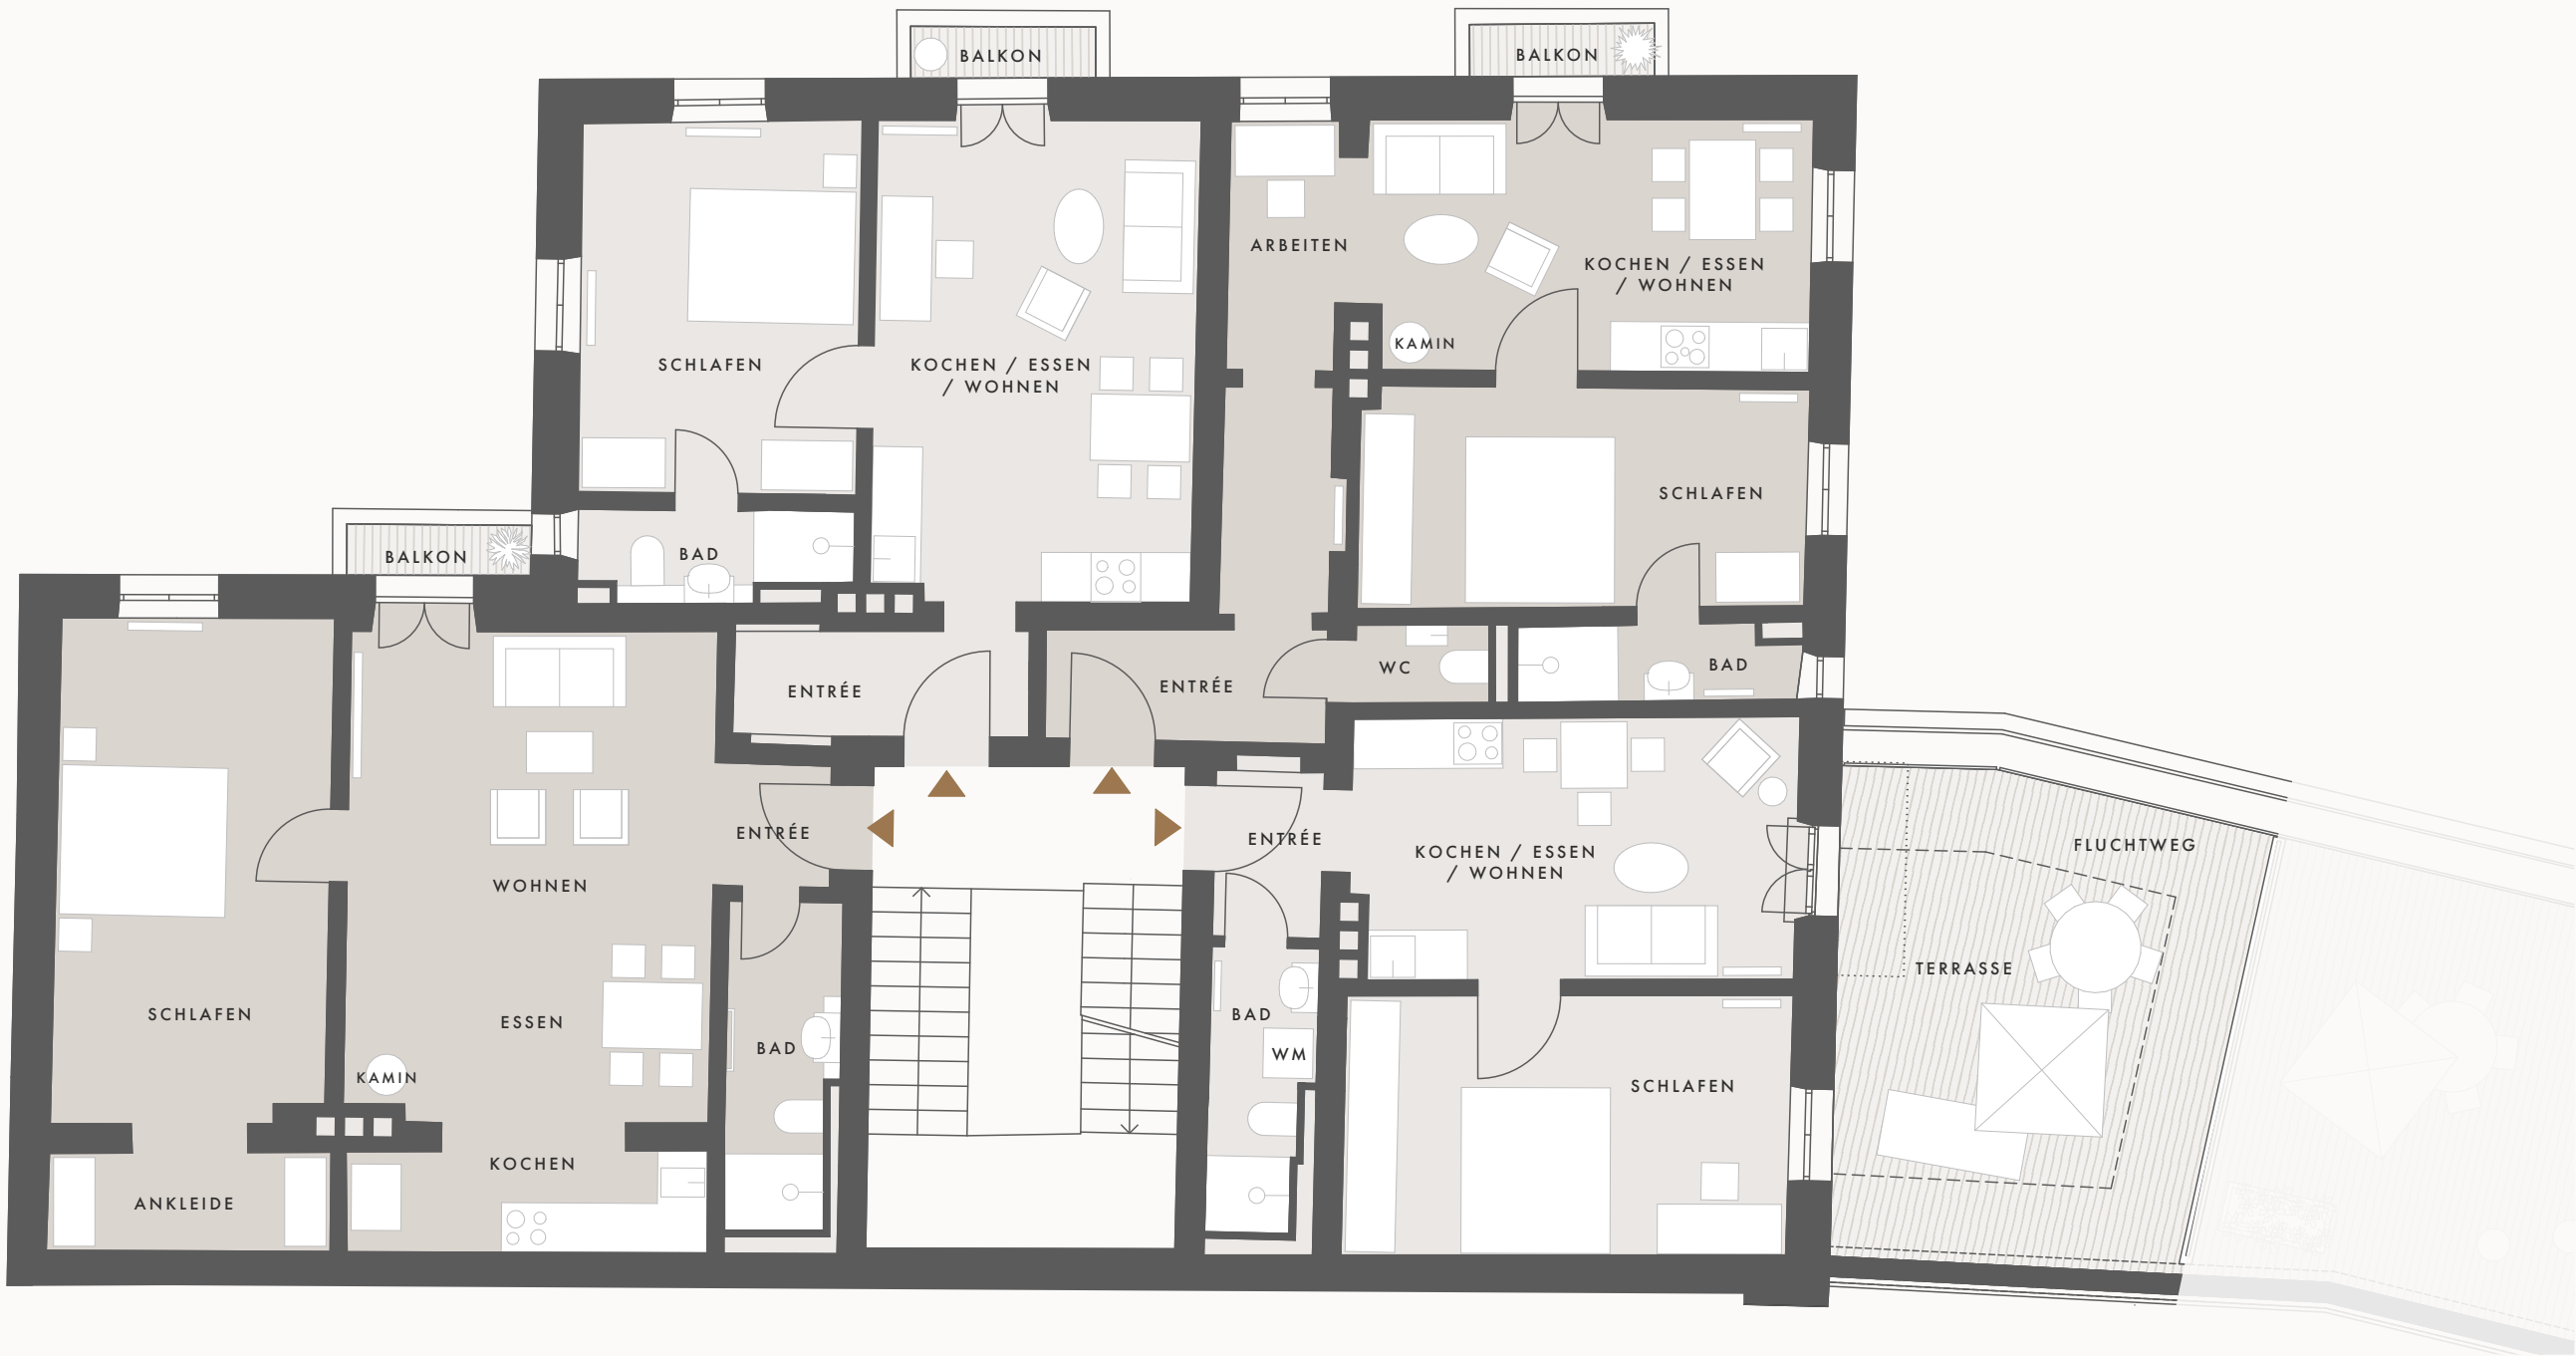 BALKON
BALKON
ARBEITEN
KOCHEN / ESSEN
/ WOHNEN
KAMIN
SCHLAFEN
KOCHEN / ESSEN
/ WOHNEN
SCHLAFEN
BALKON
BAD
ENTRÉE
ENTRÉE
WC
BAD
ENTRÉE
ENTRÉE
KOCHEN / ESSEN
/ WOHNEN
FLUCHTWEG
WOHNEN
TERRASSE
SCHLAFEN
ESSEN
BAD
BAD
WM
KAMIN
SCHLAFEN
KOCHEN
ANKLEIDE